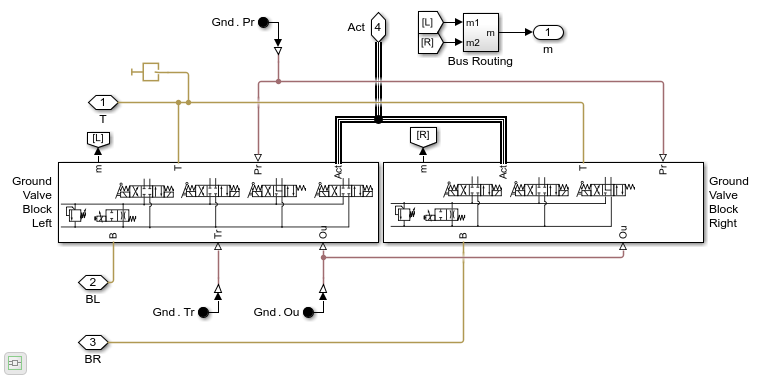 Gnd.Pr
Act
4
[L]
[R]
m1
m2
m
Bus Routing
1
m
1
T
[L]
[R]
m
T
Pr
Act
m
Act
T
Pr
Ground
Valve
Block
Left
Ground
Valve
Block
Right
B
Tr
Ou
B
Ou
2
BL
Gnd.Tr
Gnd.Ou
3
BR